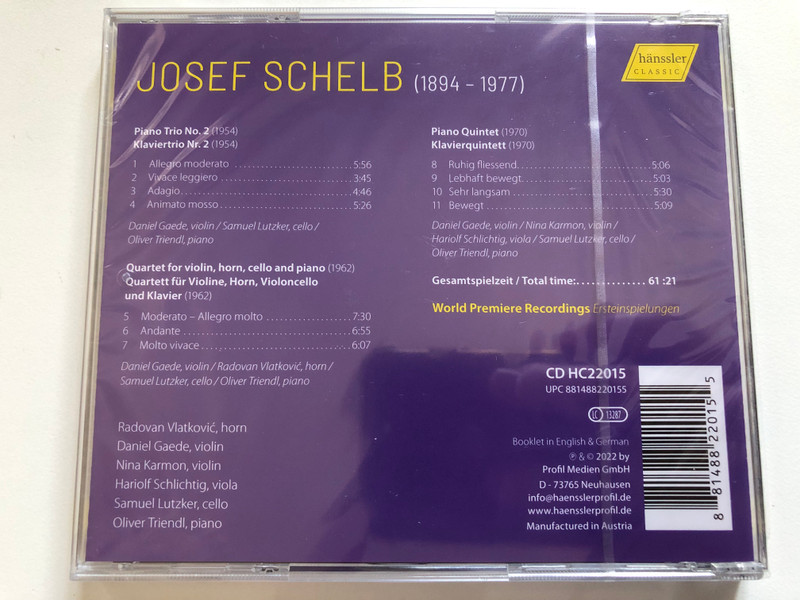 JOSEF SCHELB (1894 – 1977)
hänssler
CLASSIC
Piano Trio No. 2 (1954)
Klaviertrio Nr. 2 (1954)
1 Allegro moderato 5:56
2 Vivace leggiero 3:45
3 Adagio 4:46
4 Animato mosso 5:26
Daniel Gaede, violin / Samuel Lutzker, cello /
Oliver Triendl, piano
Quartet for violin, horn, cello and piano (1962)
Quartett für Violine, Horn, Violoncello
und Klavier (1962)
5 Moderato – Allegro molto 7:30
6 Andante 6:55
7 Molto vivace 6:07
Daniel Gaede, violin / Radovan Vlatković, horn /
Samuel Lutzker, cello / Oliver Triendl, piano
Radovan Vlatković, horn
Daniel Gaede, violin
Nina Karmon, violin
Hariolf Schlichtig, viola
Samuel Lutzker, cello
Oliver Triendl, piano
Piano Quintet (1970)
Klavierquintett (1970)
8 Ruhig fliessend 5:06
9 Lebhaft bewegt 5:03
10 Sehr langsam 5:30
11 Bewegt 5:09
Daniel Gaede, violin / Nina Karmon, violin /
Hariolf Schlichtig, viola / Samuel Lutzker, cello /
Oliver Triendl, piano
Gesamtspielzeit / Total time: 61 :21
World Premiere Recordings Ersteinspielungen
CD HC22015
UPC 881488220155
LC 13287
Booklet in English & German
℗ & © 2022 by
Profil Medien GmbH
D - 73765 Neuhausen
info@haensslerprofil.de
www.haensslerprofil.de
Manufactured in Austria
8 81488 22015 5